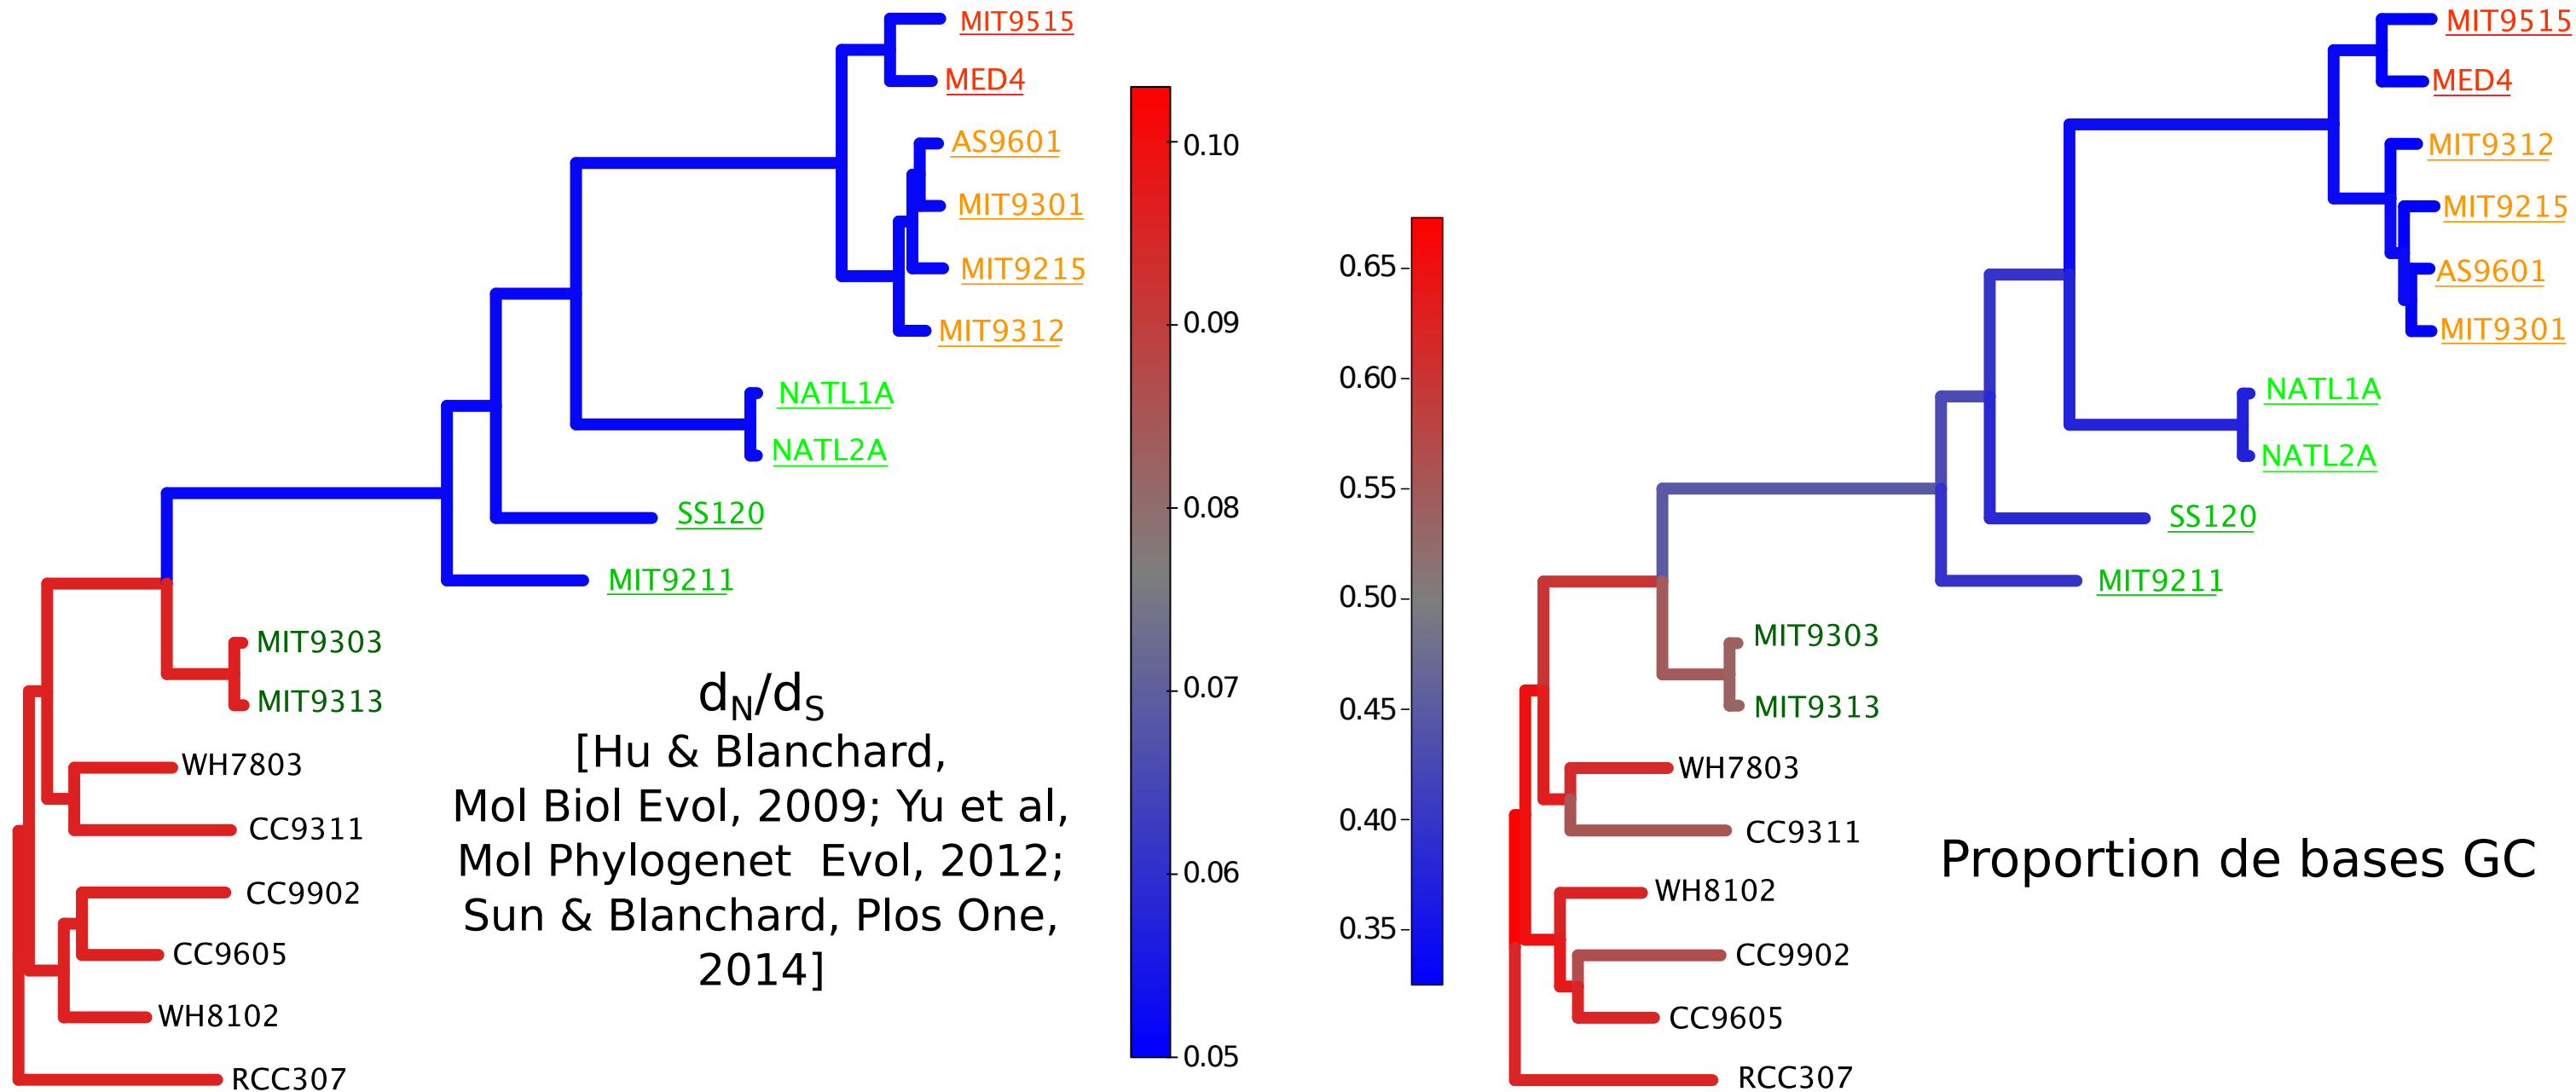 MIT9515
MED4
AS9601
MIT9301
MIT9215
MIT9312
NATL1A
NATL2A
SS120
MIT9211
MIT9303
MIT9313
WH7803
CC9311
CC9902
CC9605
WH8102
RCC307
dN/dS
[Hu & Blanchard,
Mol Biol Evol, 2009; Yu et al,
Mol Phylogenet Evol, 2012;
Sun & Blanchard, Plos One,
2014]
0.10
0.09
0.08
0.07
0.06
0.05
0.65
0.60
0.55
0.50
0.45
0.40
0.35
MIT9515
MED4
MIT9312
MIT9215
AS9601
MIT9301
NATL1A
NATL2A
SS120
MIT9211
MIT9303
MIT9313
WH7803
CC9311
WH8102
CC9902
CC9605
RCC307
Proportion de bases GC